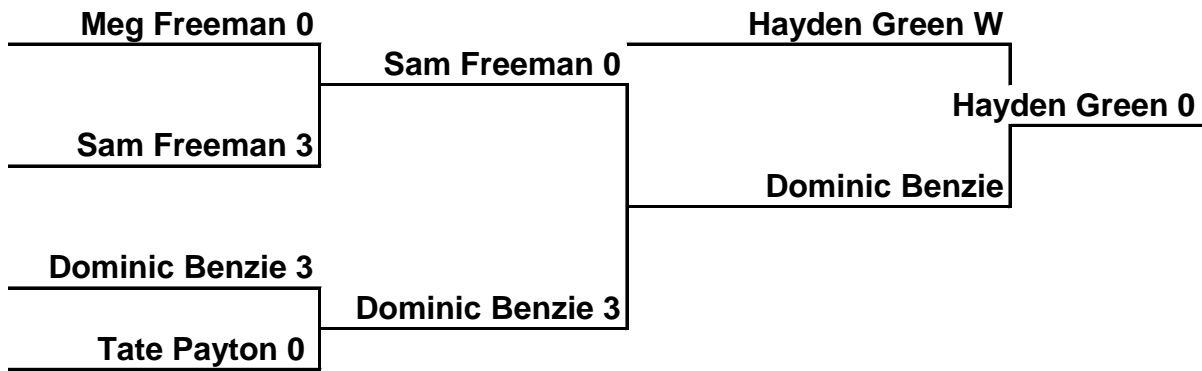 Meg Freeman 0
Hayden Green W
Sam Freeman 0
Hayden Green 0
Sam Freeman 3
Dominic Benzie
Dominic Benzie 3
Dominic Benzie 3
Tate Payton 0